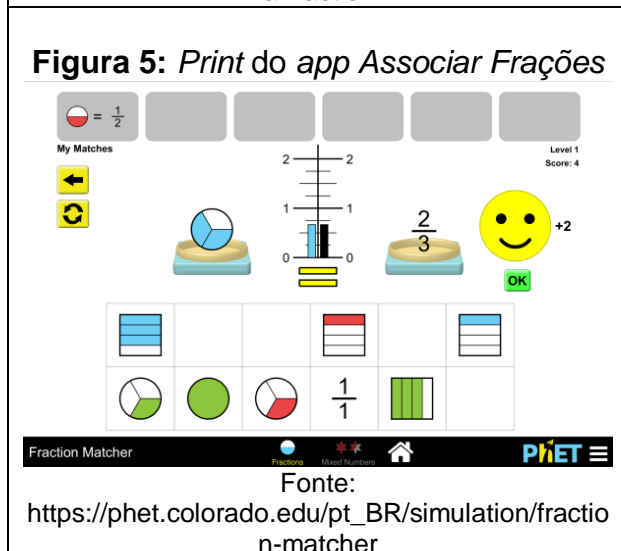 Figura 5: Print do app Associar Frações
= 1/2
My Matches
Level 1
Score: 4
2 2
1 1
0 0
2/3
+2
OK
1/1
Fraction Matcher
Fractions
Mixed Numbers
PhET
Fonte:
https://phet.colorado.edu/pt_BR/simulation/fractio
n-matcher